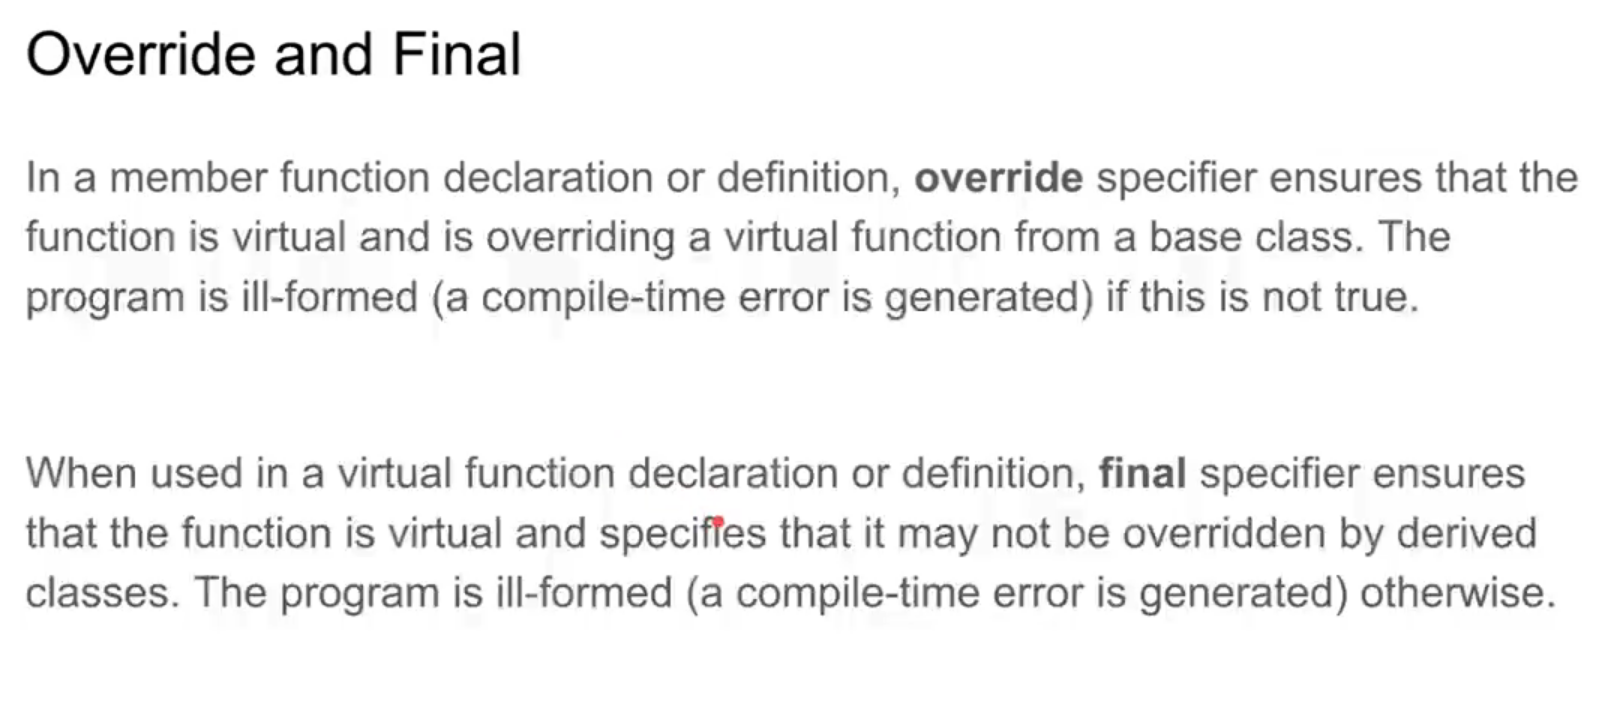 Override and Final
In a member function declaration or definition, override specifier ensures that the
function is virtual and is overriding a virtual function from a base class. The
program is ill-formed (a compile-time error is generated) if this is not true.
When used in a virtual function declaration or definition, final specifier ensures
that the function is virtual and specifies that it may not be overridden by derived
classes. The program is ill-formed (a compile-time error is generated) otherwise.